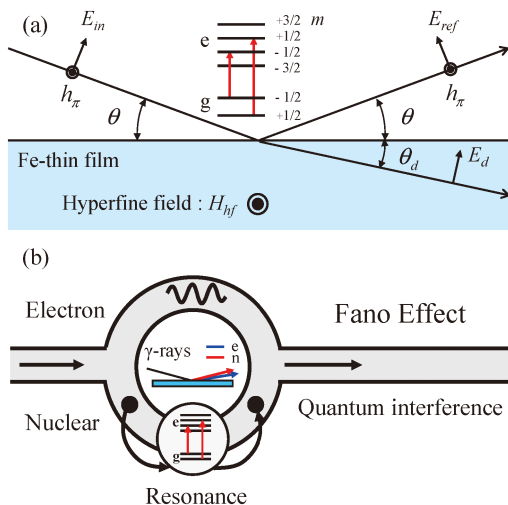 (a)
E_in
h_π
θ
e
g
+3/2 m
+1/2
- 1/2
- 3/2
- 1/2
+1/2
E_ref
h_π
θ
θ_d
E_d
Fe-thin film
Hyperfine field : H_hf
(b)
Electron
Fano Effect
γ-rays
e
n
Nuclear
Quantum interference
e
g
Resonance